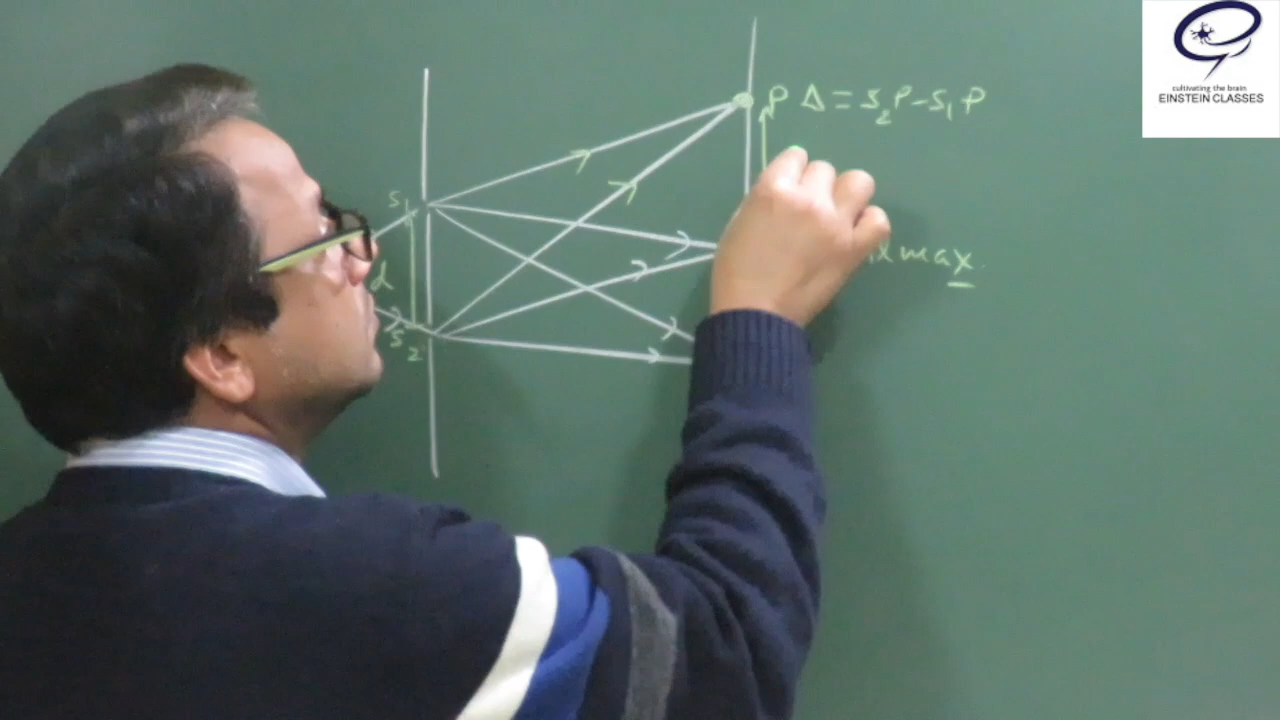 cultivating the brain
EINSTEIN CLASSES
P Δ = S₂P - S₁P
S₁
d
S₂
max